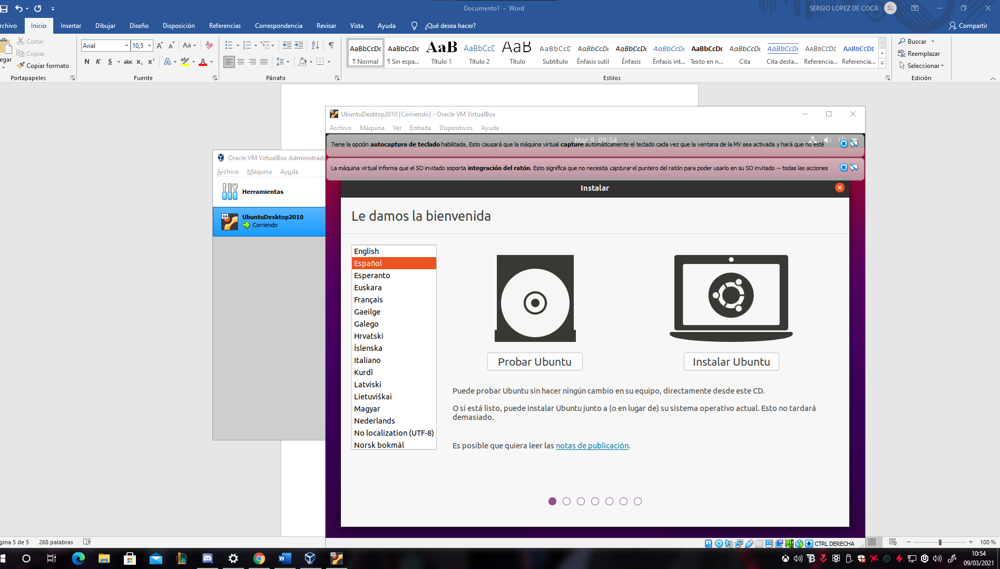 Documento1 - Word
SERGIO LOPEZ DE COCA
SL
rchivo
Inicio
Insertar
Dibujar
Diseño
Disposición
Referencias
Correspondencia
Revisar
Vista
Ayuda
¿Qué desea hacer?
Compartir
egar
Cortar
Copiar
Copiar formato
Portapapeles
Arial
10,5
Fuente
Párrafo
AaBbCcDc
¶ Normal
AaBbCcDc
¶ Sin espa...
AaB
Título 1
AaBbCcE
Título 2
AaB
Título
AaBbCcD
Subtítulo
AaBbCcDc
Énfasis sutil
AaBbCcDc
Énfasis
AaBbCcDc
Énfasis int...
AaBbCcDc
Texto en n...
AaBbCcDc
Cita
AaBbCcDc
Cita desta...
AABBCCDE
Referencia...
AABBCCDE
Referencia...
Estilos
Buscar
Reemplazar
Seleccionar
Edición
UbuntuDesktop2010 [Corriendo] - Oracle VM VirtualBox
Archivo Máquina Ver Entrada Dispositivos Ayuda
Mar 9 09:54
Tiene la opción autocaptura de teclado habilitada. Esto causará que la máquina virtual capture automáticamente el teclado cada vez que la ventana de la MV sea activada y hará que no esté
La máquina virtual informa que el SO invitado soporta integración del ratón. Esto significa que no necesita capturar el puntero del ratón para poder usarlo en su SO invitado -- todas las acciones
Oracle VM VirtualBox Administrado
Archivo Máquina Ayuda
Herramientas
64
UbuntuDesktop2010
Corriendo
Instalar
Le damos la bienvenida
English
Español
Esperanto
Euskara
Français
Gaeilge
Galego
Hrvatski
Íslenska
Italiano
Kurdî
Latviski
Lietuviškai
Magyar
Nederlands
No localization (UTF-8)
Norsk bokmål
Probar Ubuntu
Instalar Ubuntu
Puede probar Ubuntu sin hacer ningún cambio en su equipo, directamente desde este CD.
O si está listo, puede instalar Ubuntu junto a (o en lugar de) su sistema operativo actual. Esto no tardará
demasiado.
Es posible que quiera leer las notas de publicación.
CTRL DERECHA
gina 5 de 5
268 palabras
100 %
10:54
09/03/2021